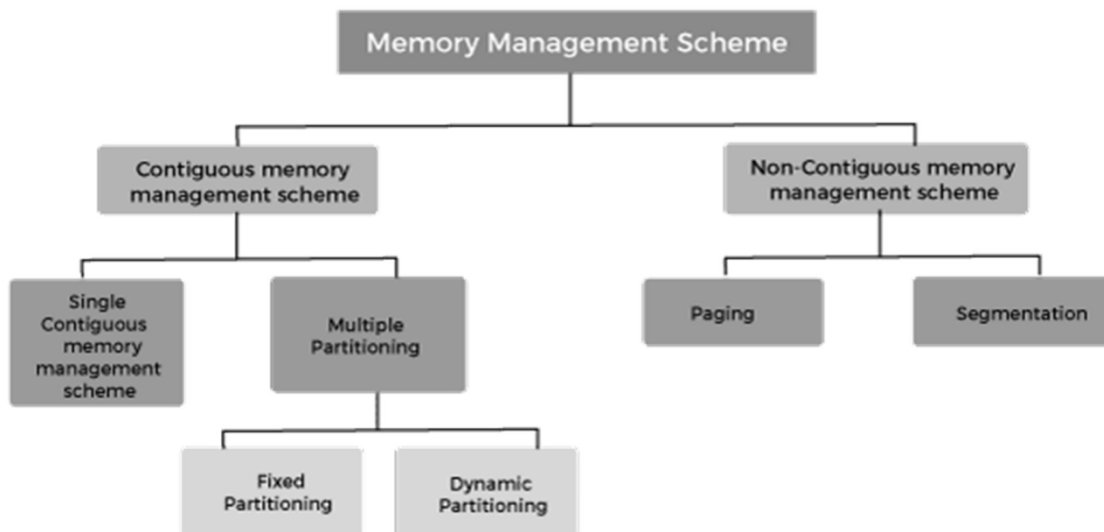 Memory Management Scheme
Contiguous memory
management scheme
Non-Contiguous memory
management scheme
Single
Contiguous
memory
management
scheme
Multiple
Partitioning
Paging
Segmentation
Fixed
Partitioning
Dynamic
Partitioning